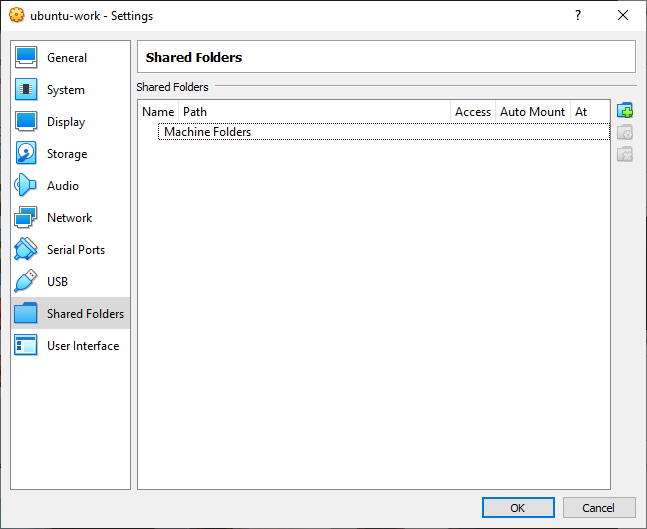 ubuntu-work - Settings
?
General
System
Display
Storage
Audio
Network
Serial Ports
USB
Shared Folders
User Interface
Shared Folders
Shared Folders
Name Path Access Auto Mount At
Machine Folders
OK Cancel